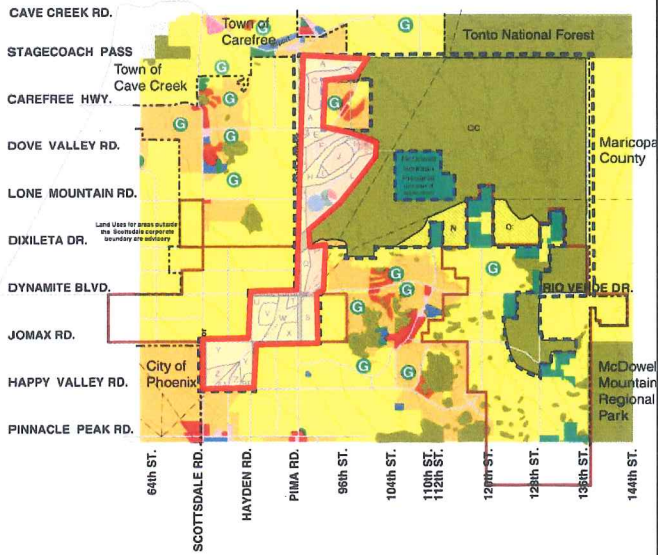 CAVE CREEK RD.
Town of
Carefree
Tonto National Forest
STAGECOACH PASS
Town of
Cave Creek
CAREFREE HWY.
DOVE VALLEY RD.
Maricopa
County
LONE MOUNTAIN RD.
Land Uses for areas outside
the Scottsdale corporate
boundary are advisory
DIXILETA DR.
DYNAMITE BLVD.
RIO VERDE DR.
JOMAX RD.
City of
Phoenix
HAPPY VALLEY RD.
McDowel
Mountain
Regional
Park
PINNACLE PEAK RD.
64th ST.
SCOTTSDALE RD.
HAYDEN RD.
PIMA RD.
96th ST.
104th ST.
110th ST.
112th ST.
120th ST.
128th ST.
136th ST.
144th ST.
G
G
G
G
G
G
G
G
G
G
G
G
G
G